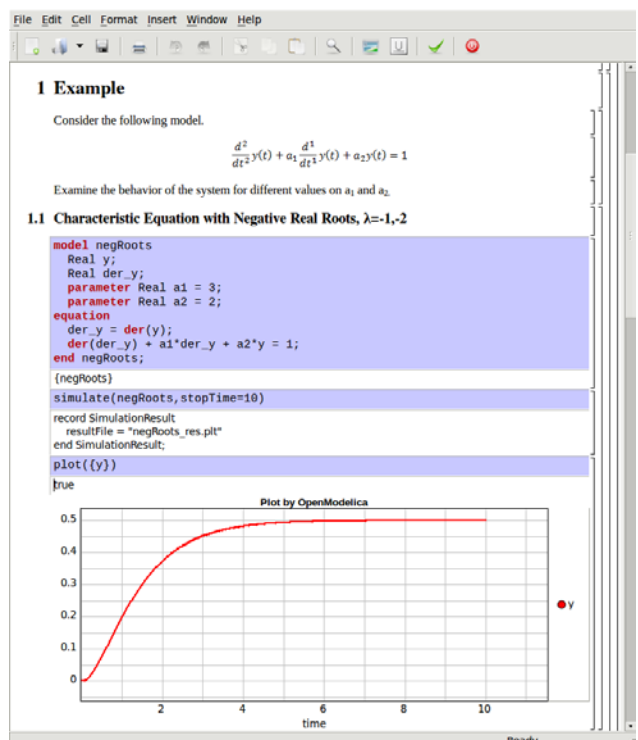 File Edit Cell Format Insert Window Help
1 Example
Consider the following model.
d²/dt² y(t) + a₁ d¹/dt¹ y(t) + a₂y(t) = 1
Examine the behavior of the system for different values on a₁ and a₂.
1.1 Characteristic Equation with Negative Real Roots, λ=-1,-2
model negRoots
Real y;
Real der_y;
parameter Real a1 = 3;
parameter Real a2 = 2;
equation
der_y = der(y);
der(der_y) + a1*der_y + a2*y = 1;
end negRoots;
{negRoots}
simulate(negRoots,stopTime=10)
record SimulationResult
resultFile = "negRoots_res.plt"
end SimulationResult;
plot({y})
true
Plot by OpenModelica
0.5
0.4
0.3
y
0.2
0.1
0
2 4 6 8 10
time
Ready